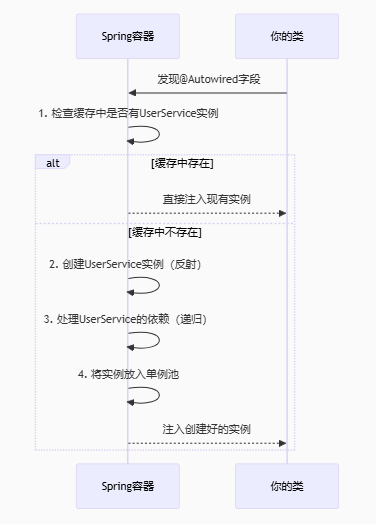 Spring容器
你的类
发现@Autowired字段
1. 检查缓存中是否有UserService实例
alt
[缓存中存在]
直接注入现有实例
[缓存中不存在]
2. 创建UserService实例（反射）
3. 处理UserService的依赖（递归）
4. 将实例放入单例池
注入创建好的实例
Spring容器
你的类